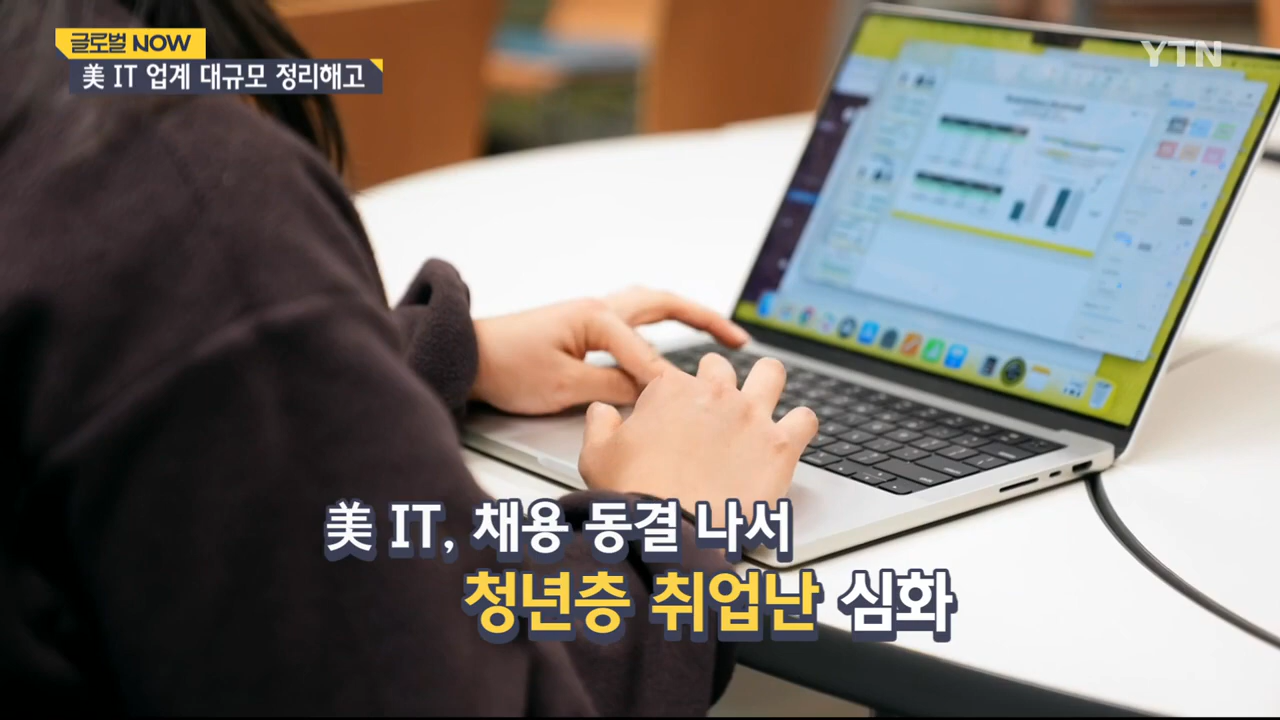 글로벌 NOW
美 IT 업계 대규모 정리해고
YTN
美 IT, 채용 동결 나서
청년층 취업난 심화